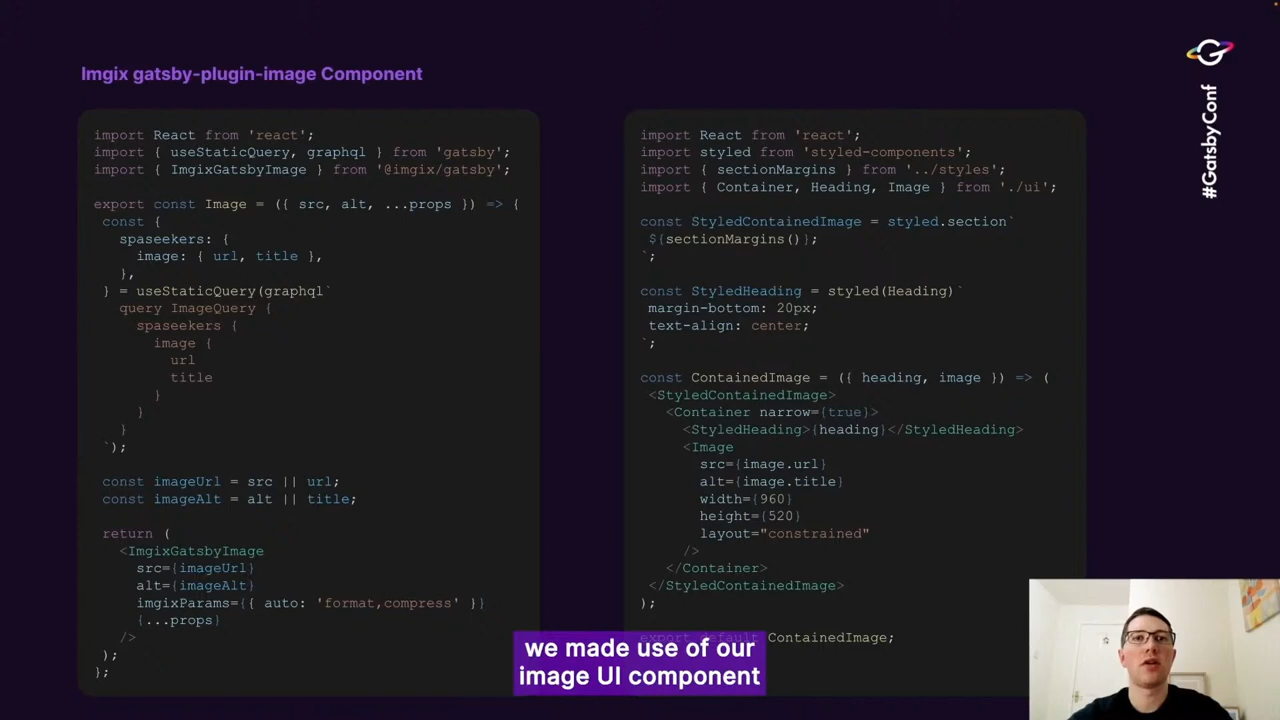 Imgix gatsby-plugin-image Component
#GatsbyConf
import React from 'react';
import { useStaticQuery, graphql } from 'gatsby';
import { ImgixGatsbyImage } from '@imgix/gatsby';
export const Image = ({ src, alt, ...props }) => {
const {
spaseekers: {
image: { url, title },
},
} = useStaticQuery(graphql`
query ImageQuery {
spaseekers {
image {
url
title
}
}
}
`);
const imageUrl = src || url;
const imageAlt = alt || title;
return (
<ImgixGatsbyImage
src={imageUrl}
alt={imageAlt}
imgixParams={{ auto: 'format,compress' }}
{...props}
/>
);
};
import React from 'react';
import styled from 'styled-components';
import { sectionMargins } from '../styles';
import { Container, Heading, Image } from './ui';
const StyledContainedImage = styled.section`
${sectionMargins()};
`;
const StyledHeading = styled(Heading)`
margin-bottom: 20px;
text-align: center;
`;
const ContainedImage = ({ heading, image }) => (
<StyledContainedImage>
<Container narrow={true}>
<StyledHeading>{heading}</StyledHeading>
<Image
src={image.url}
alt={image.title}
width={960}
height={520}
layout="constrained"
/>
</Container>
</StyledContainedImage>
);
export default ContainedImage;
we made use of our
image UI component